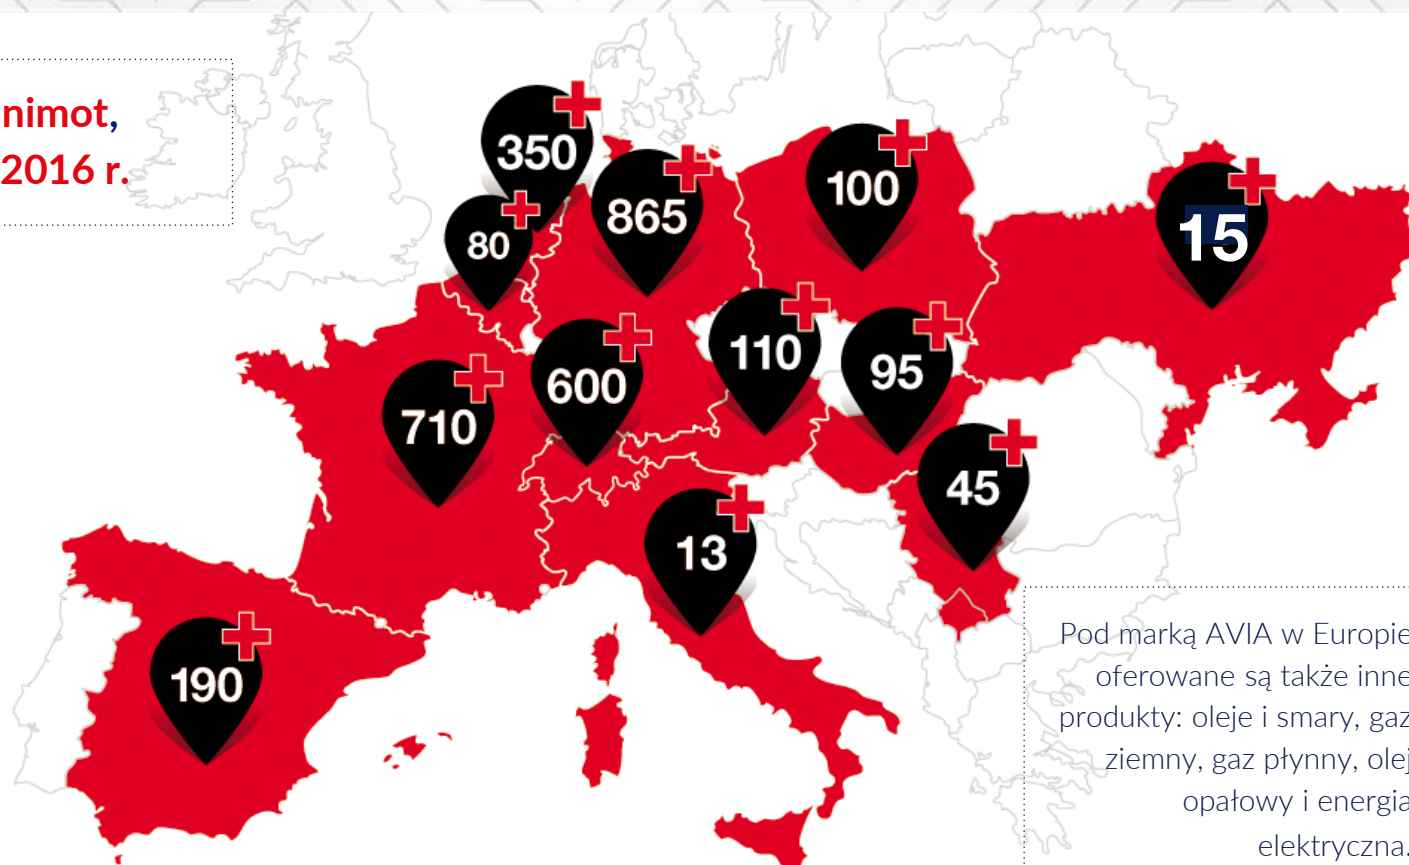 nimot,
2016 r.
350
80
865
100
15
110
95
600
710
45
13
190
Pod marką AVIA w Europie
oferowane są także inne
produkty: oleje i smary, gaz
ziemny, gaz płynny, olej
opałowy i energia
elektryczna.